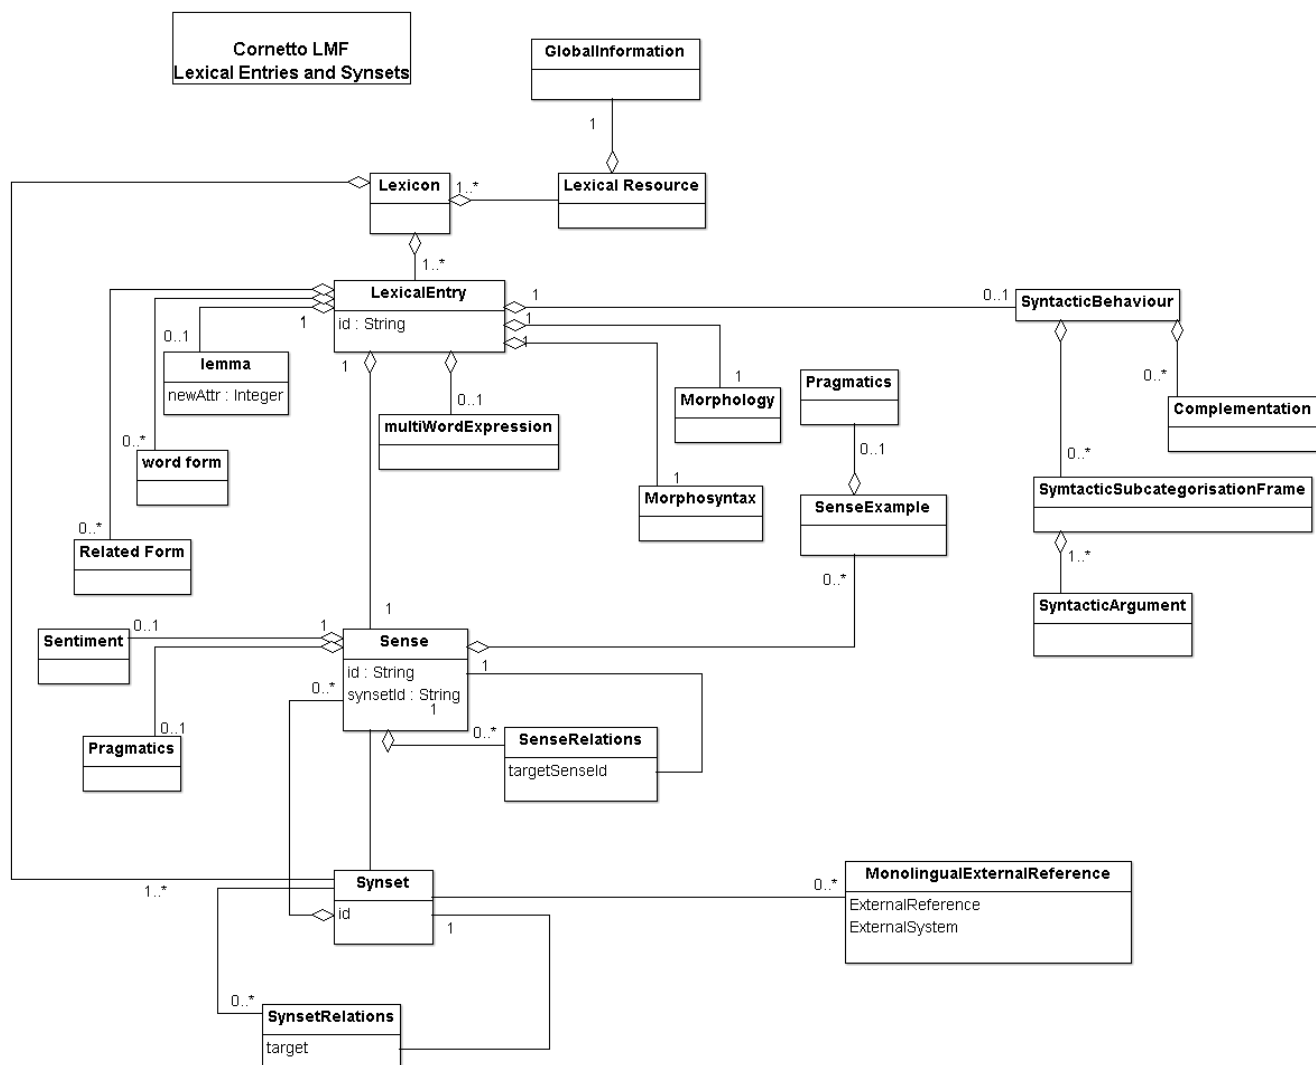 Cornetto LMF
Lexical Entries and Synsets
GlobalInformation
1
Lexicon
1..*
Lexical Resource
1..*
LexicalEntry
id : String
1
0..1
SyntacticBehaviour
1
1
1
0..1
lemma
newAttr : Integer
1
0..1
multiWordExpression
1
Morphology
Pragmatics
0..1
0..*
Complementation
0..*
word form
1
Morphosyntax
SenseExample
0..*
SymtacticSubcategorisationFrame
0..*
Related Form
1..*
SyntacticArgument
0..*
1
Sentiment
0..1
1
Sense
id : String
synsetId : String
1
1
0..*
0..1
Pragmatics
0..*
SenseRelations
targetSenseId
1..*
Synset
id
1
0..*
MonolingualExternalReference
ExternalReference
ExternalSystem
0..*
SynsetRelations
target